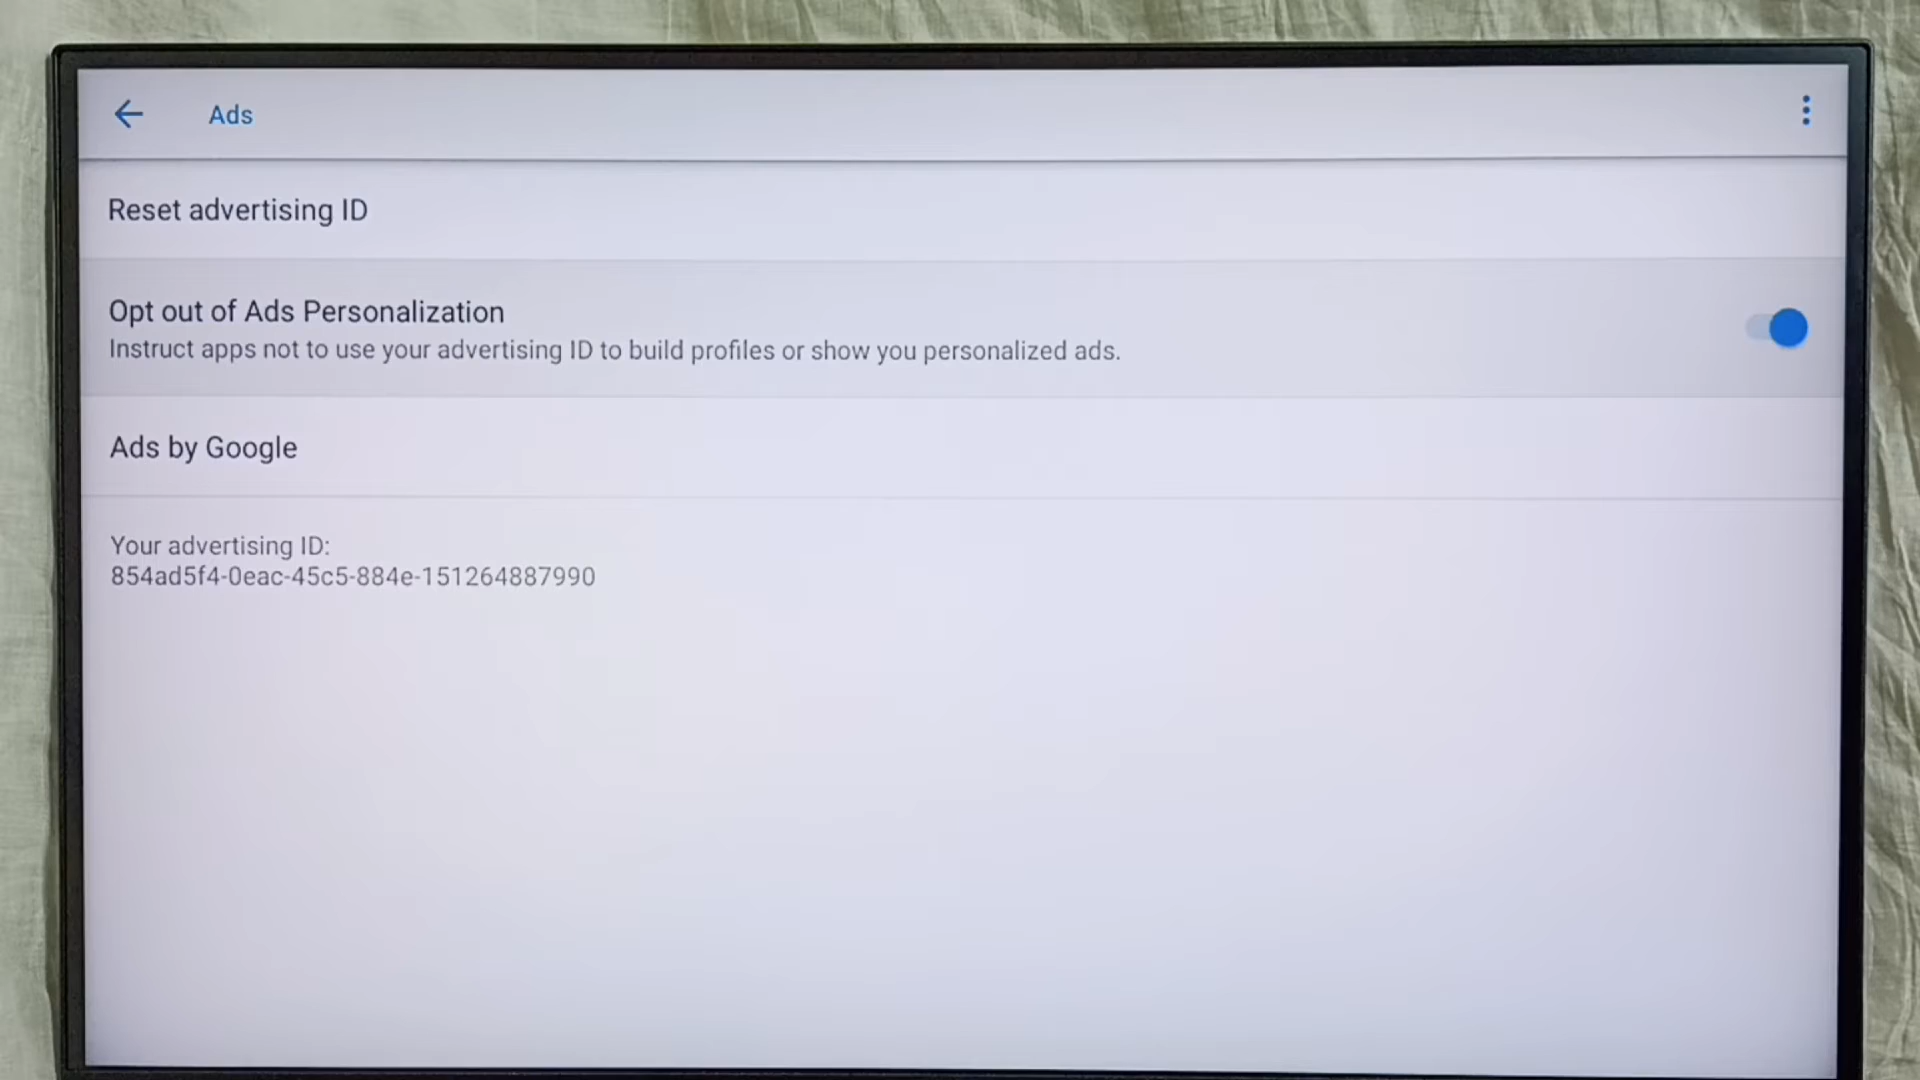 Ads
Reset advertising ID
Opt out of Ads Personalization
Instruct apps not to use your advertising ID to build profiles or show you personalized ads.
Ads by Google
Your advertising ID:
854ad5f4-0eac-45c5-884e-151264887990